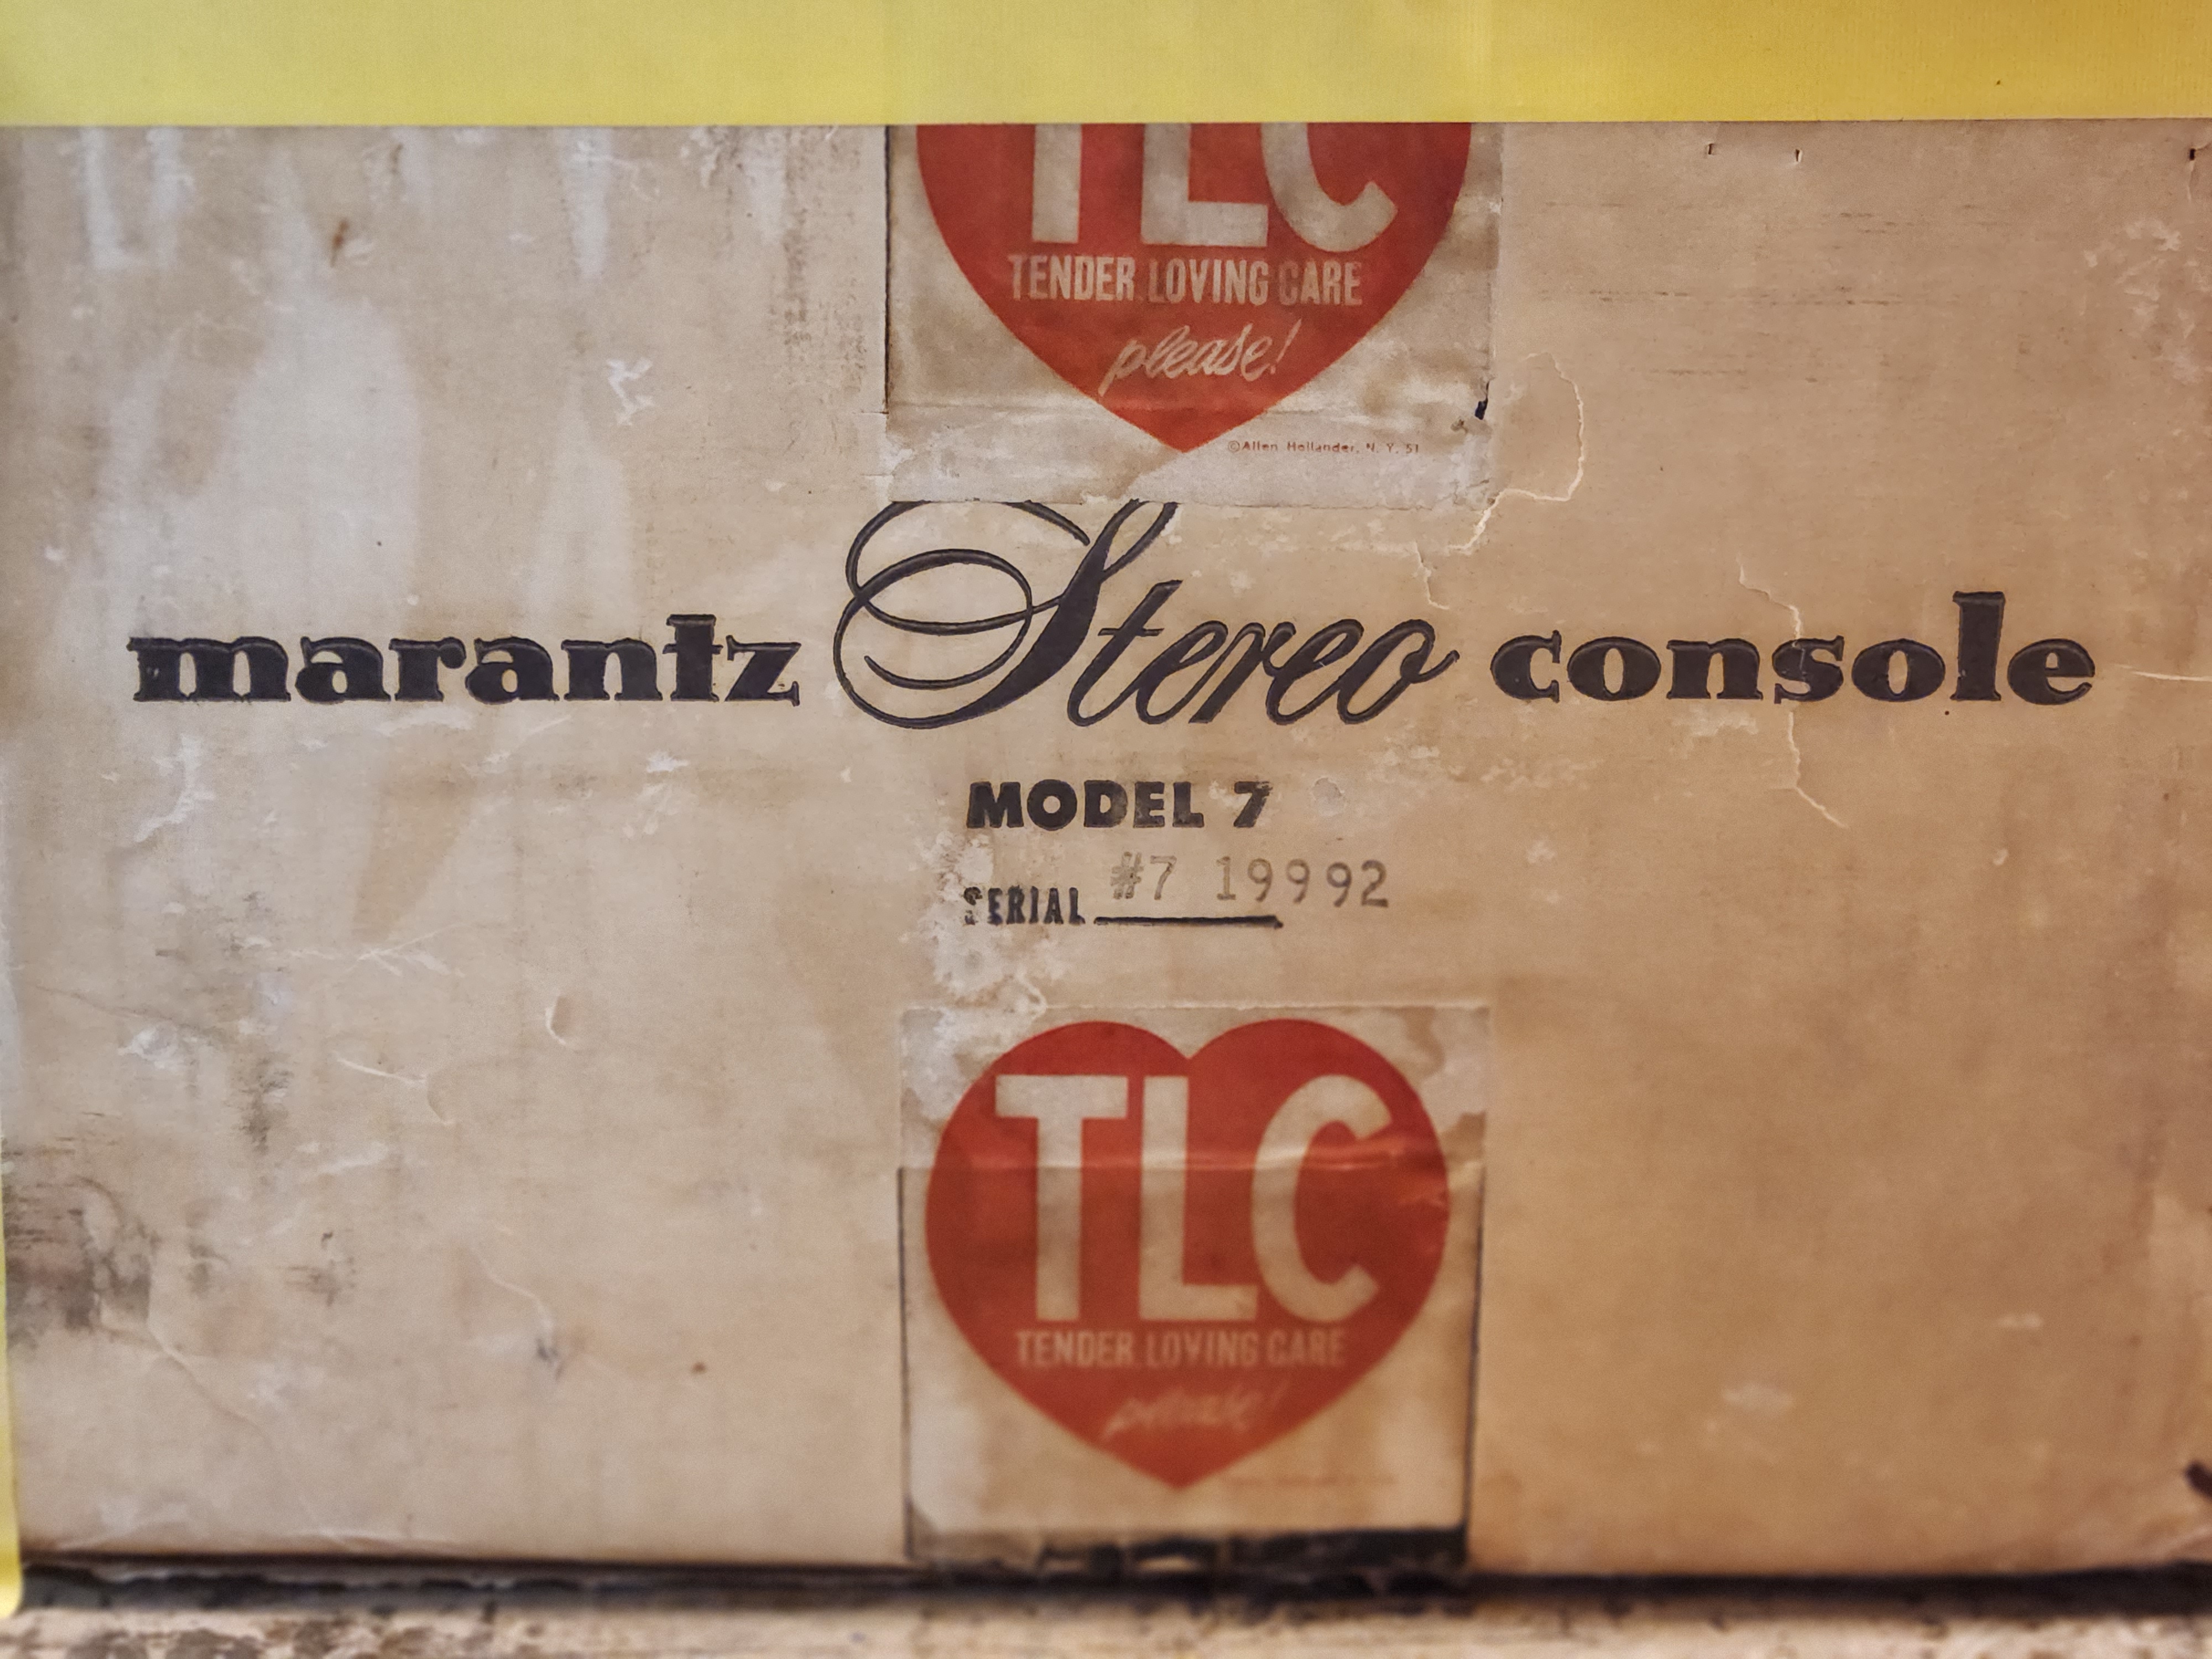 TLC
TENDER LOVING CARE
please!
©Allen Hollander, N. Y. 51
marantz Stereo console
MODEL 7
SERIAL #7 19992
TLC
TENDER LOVING CARE
please!